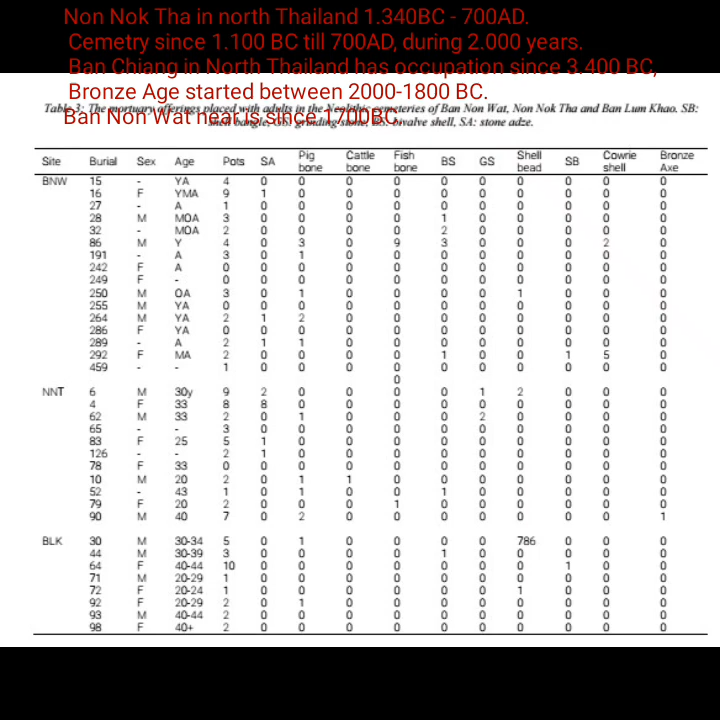 Non Nok Tha in north Thailand 1.340BC - 700AD.
Cemetry since 1.100 BC till 700AD, during 2.000 years.
Ban Chiang in North Thailand has occupation since 3.400 BC,
Bronze Age started between 2000-1800 BC.
Table 3: The mortuary offerings placed with adults in the Neolithic cemeteries of Ban Non Wat, Non Nok Tha and Ban Lum Khao. SB:
Ban Non Wat near is since 1700BC.
shell bangle, GS: grinding stone, BS: bivalve shell, SA: stone adze.
Site Burial Sex Age Pots SA Pig bone Cattle bone Fish bone BS GS Shell bead SB Cowrie shell Bronze Axe
BNW 15 - YA 4 0 0 0 0 0 0 0 0 0 0
16 F YMA 9 1 0 0 0 0 0 0 0 0 0
27 - A 1 0 0 0 0 0 0 0 0 0 0
28 M MOA 3 0 0 0 0 1 0 0 0 0 0
32 - MOA 2 0 0 0 0 2 0 0 0 0 0
86 M Y 4 0 3 0 9 3 0 0 0 2 0
191 - A 3 0 1 0 0 0 0 0 0 0 0
242 F A 0 0 0 0 0 0 0 0 0 0 0
249 F - 0 0 0 0 0 0 0 0 0 0 0
250 M OA 3 0 1 0 0 0 0 1 0 0 0
255 M YA 0 0 0 0 0 0 0 0 0 0 0
264 M YA 2 1 2 0 0 0 0 0 0 0 0
286 F YA 0 0 0 0 0 0 0 0 0 0 0
289 - A 2 1 1 0 0 0 0 0 0 0 0
292 F MA 2 0 0 0 0 1 0 0 1 5 0
459 - - 1 0 0 0 0 0 0 0 0 0 0
0
NNT 6 M 30y 9 2 0 0 0 0 1 2 0 0 0
4 F 33 8 8 0 0 0 0 0 0 0 0 0
62 M 33 2 0 1 0 0 0 2 0 0 0 0
65 - - 3 0 0 0 0 0 0 0 0 0 0
83 F 25 5 1 0 0 0 0 0 0 0 0 0
126 - - 2 1 0 0 0 0 0 0 0 0 0
78 F 33 0 0 0 0 0 0 0 0 0 0 0
10 M 20 2 0 1 1 0 0 0 0 0 0 0
52 - 43 1 0 1 0 0 1 0 0 0 0 0
79 F 20 2 0 0 0 1 0 0 0 0 0 0
90 M 40 7 0 2 0 0 0 0 0 0 0 1
BLK 30 M 30-34 5 0 1 0 0 0 0 786 0 0 0
44 M 30-39 3 0 0 0 0 1 0 0 0 0 0
64 F 40-44 10 0 0 0 0 0 0 0 1 0 0
71 M 20-29 1 0 0 0 0 0 0 0 0 0 0
72 F 20-24 1 0 0 0 0 0 0 1 0 0 0
92 F 20-29 2 0 1 0 0 0 0 0 0 0 0
93 M 40-44 2 0 0 0 0 0 0 0 0 0 0
98 F 40+ 2 0 0 0 0 0 0 0 0 0 0